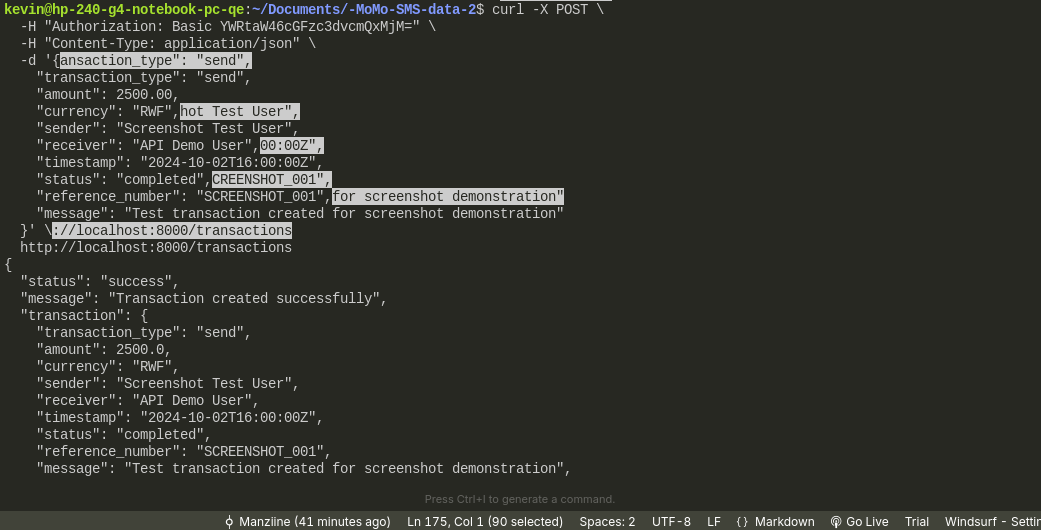 kevin@hp-240-g4-notebook-pc-qe:~/Documents/-MoMo-SMS-data-2$ curl -X POST \
-H "Authorization: Basic YWRtaW46cGFzc3dvcmQxMjM=" \
-H "Content-Type: application/json" \
-d '{ansaction_type": "send",
"transaction_type": "send",
"amount": 2500.00,
"currency": "RWF",hot Test User",
"sender": "Screenshot Test User",
"receiver": "API Demo User",00:00Z",
"timestamp": "2024-10-02T16:00:00Z",
"status": "completed",CREENSHOT_001",
"reference_number": "SCREENSHOT_001",for screenshot demonstration"
"message": "Test transaction created for screenshot demonstration"
}' \://localhost:8000/transactions
http://localhost:8000/transactions
{
"status": "success",
"message": "Transaction created successfully",
"transaction": {
"transaction_type": "send",
"amount": 2500.0,
"currency": "RWF",
"sender": "Screenshot Test User",
"receiver": "API Demo User",
"timestamp": "2024-10-02T16:00:00Z",
"status": "completed",
"reference_number": "SCREENSHOT_001",
"message": "Test transaction created for screenshot demonstration",
Press Ctrl+I to generate a command.
Manziine (41 minutes ago) Ln 175, Col 1 (90 selected) Spaces: 2 UTF-8 LF {} Markdown Go Live Trial Windsurf - Settin